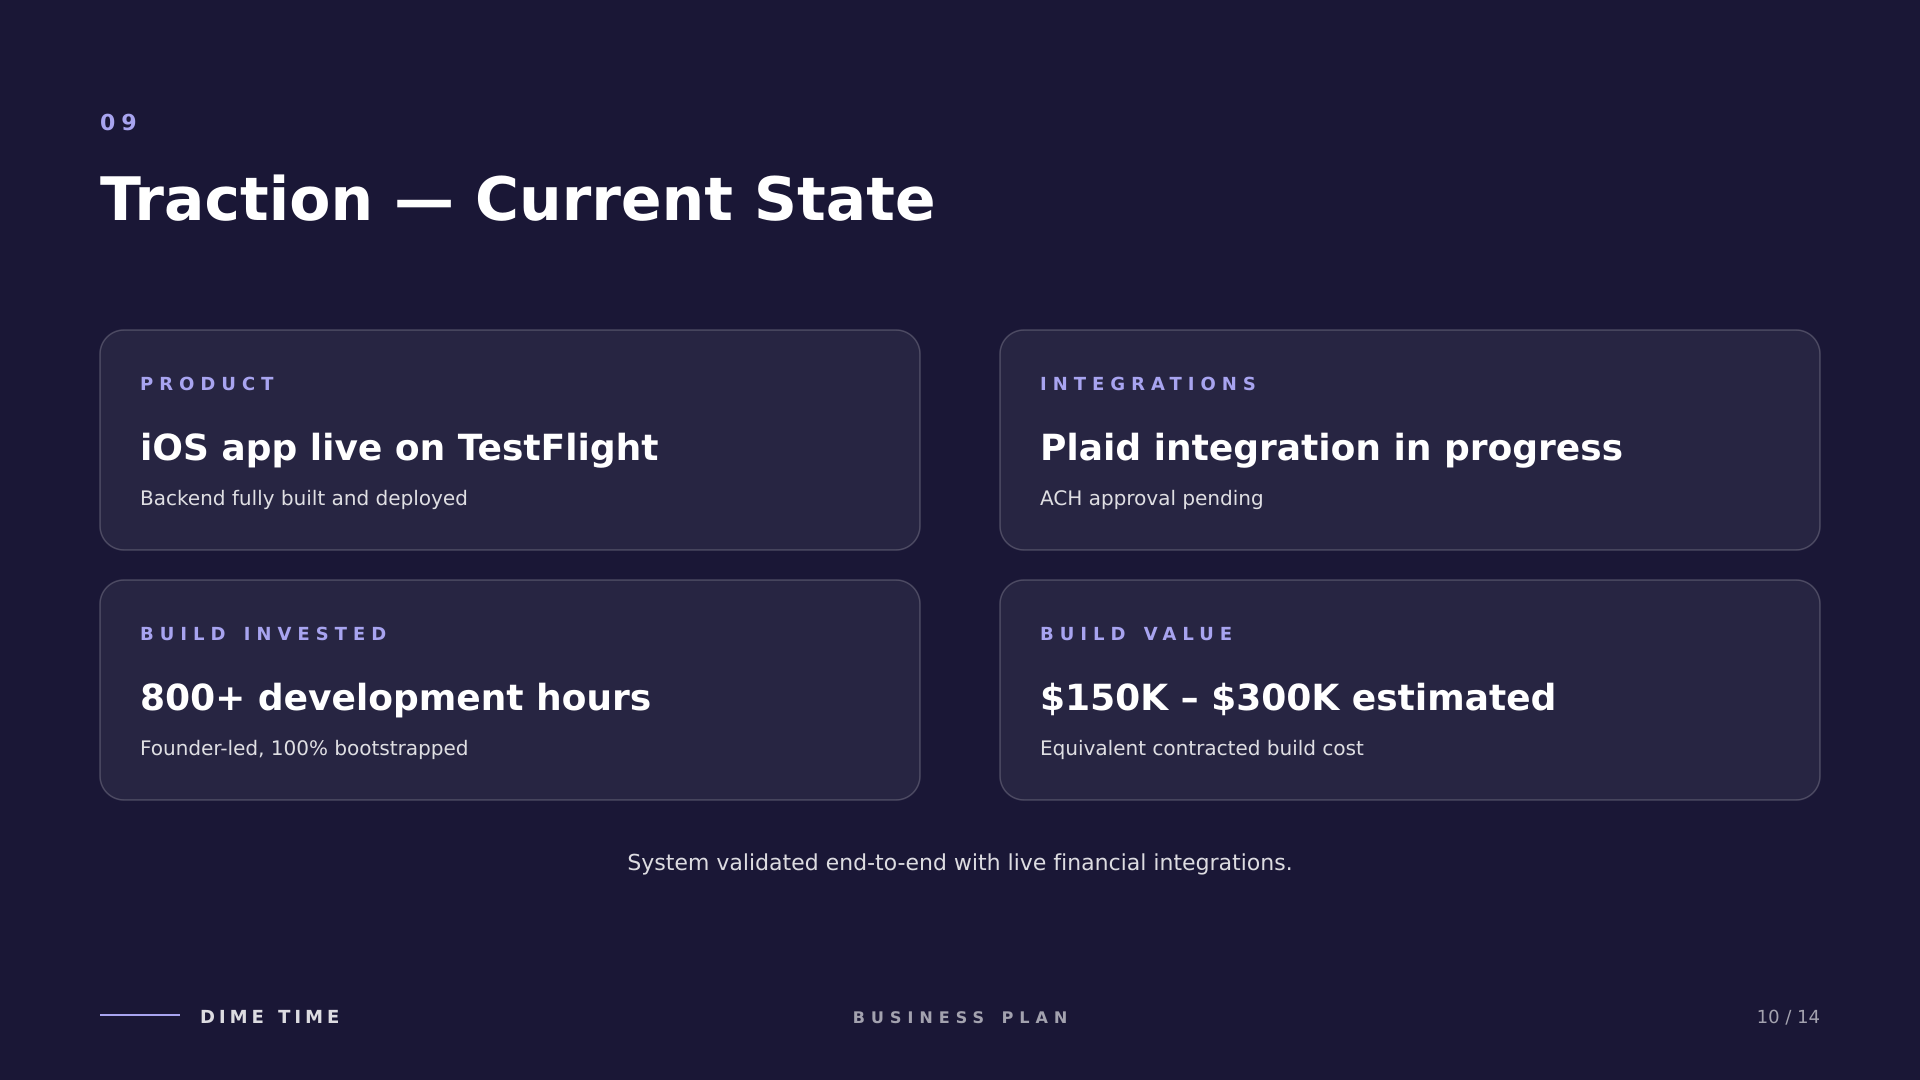 09
Traction — Current State
PRODUCT
iOS app live on TestFlight
Backend fully built and deployed
INTEGRATIONS
Plaid integration in progress
ACH approval pending
BUILD INVESTED
800+ development hours
Founder-led, 100% bootstrapped
BUILD VALUE
$150K – $300K estimated
Equivalent contracted build cost
System validated end-to-end with live financial integrations.
DIME TIME
BUSINESS PLAN
10 / 14